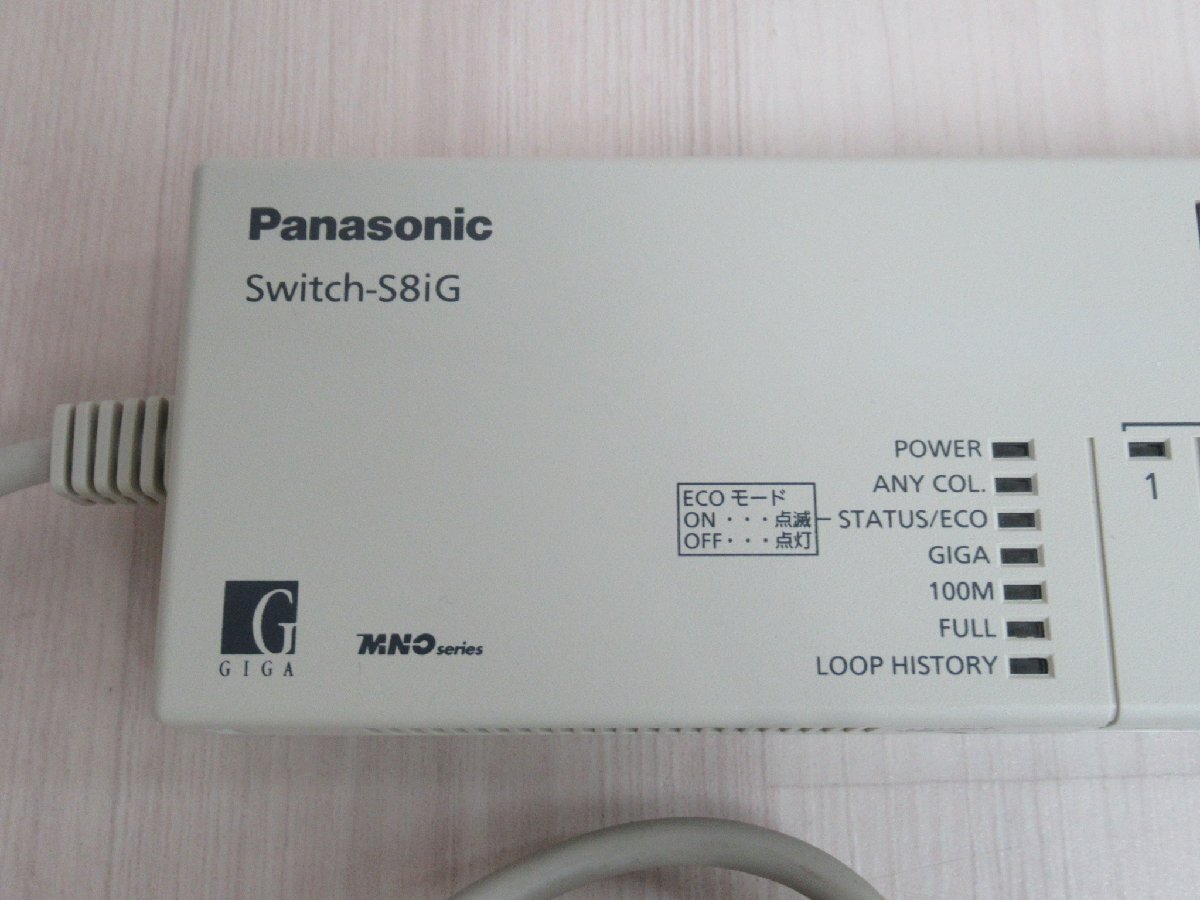 Panasonic
Switch-S8iG
POWER
ANY COL.
ECO モード
ON ・・・点滅
OFF・・・点灯
STATUS/ECO
GIGA
100M
FULL
LOOP HISTORY
1
G
GIGA
MNO series